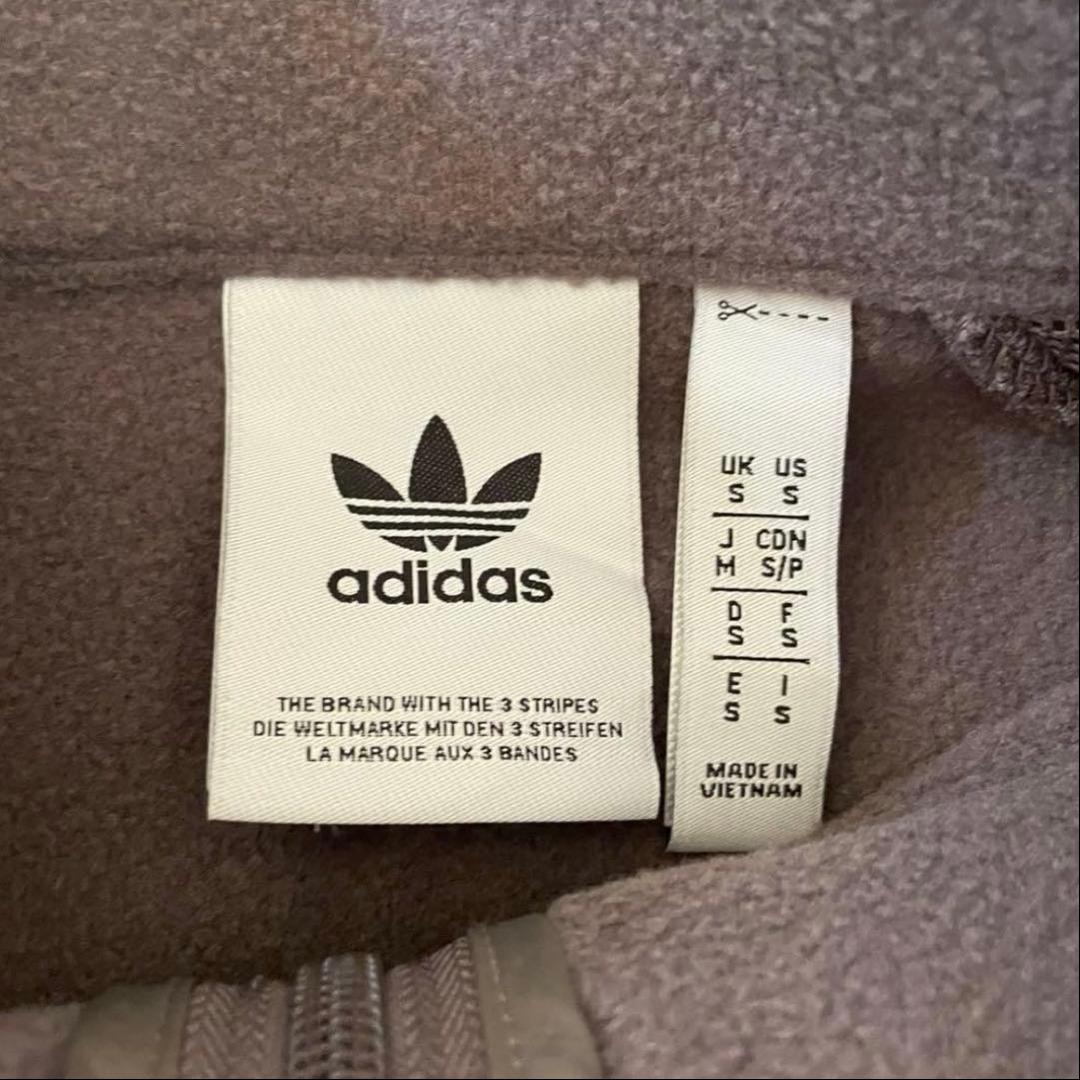 adidas
THE BRAND WITH THE 3 STRIPES
DIE WELTMARKE MIT DEN 3 STREIFEN
LA MARQUE AUX 3 BANDES
UK US
S S
J CDN
M S/P
D F
S S
E I
S S
MADE IN
VIETNAM